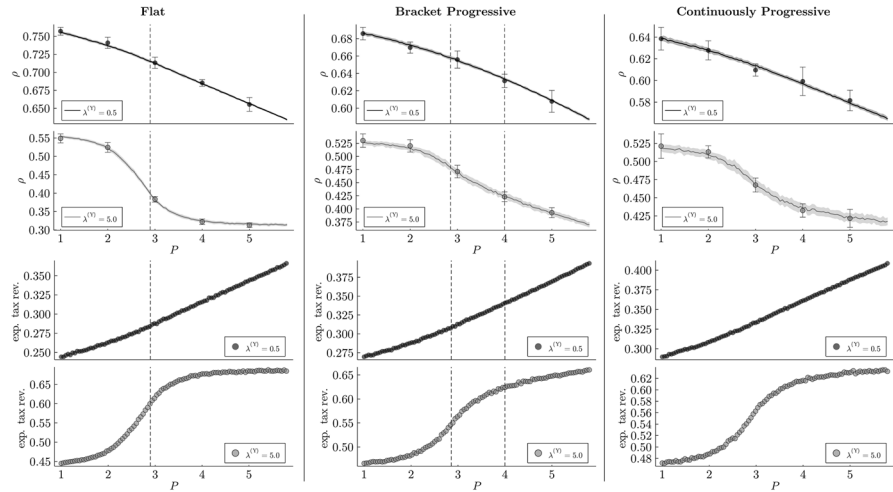 Flat
Bracket Progressive
Continuously Progressive
0.750
0.725
0.700
0.675
0.650
ρ
λ^(Y) = 0.5
0.68
0.66
0.64
0.62
0.60
ρ
λ^(Y) = 0.5
0.64
0.62
0.60
0.58
ρ
λ^(Y) = 0.5
0.55
0.50
0.45
0.40
0.35
0.30
ρ
λ^(Y) = 5.0
1 2 3 4 5
P
0.525
0.500
0.475
0.450
0.425
0.400
0.375
ρ
λ^(Y) = 5.0
1 2 3 4 5
P
0.525
0.500
0.475
0.450
0.425
ρ
λ^(Y) = 5.0
1 2 3 4 5
P
0.350
0.325
0.300
0.275
0.250
exp. tax rev.
λ^(Y) = 0.5
0.375
0.350
0.325
0.300
0.275
exp. tax rev.
λ^(Y) = 0.5
0.400
0.375
0.350
0.325
0.300
exp. tax rev.
λ^(Y) = 0.5
0.65
0.60
0.55
0.50
0.45
exp. tax rev.
λ^(Y) = 5.0
1 2 3 4 5
P
0.65
0.60
0.55
0.50
exp. tax rev.
λ^(Y) = 5.0
1 2 3 4 5
P
0.62
0.60
0.58
0.56
0.54
0.52
0.50
0.48
exp. tax rev.
λ^(Y) = 5.0
1 2 3 4 5
P